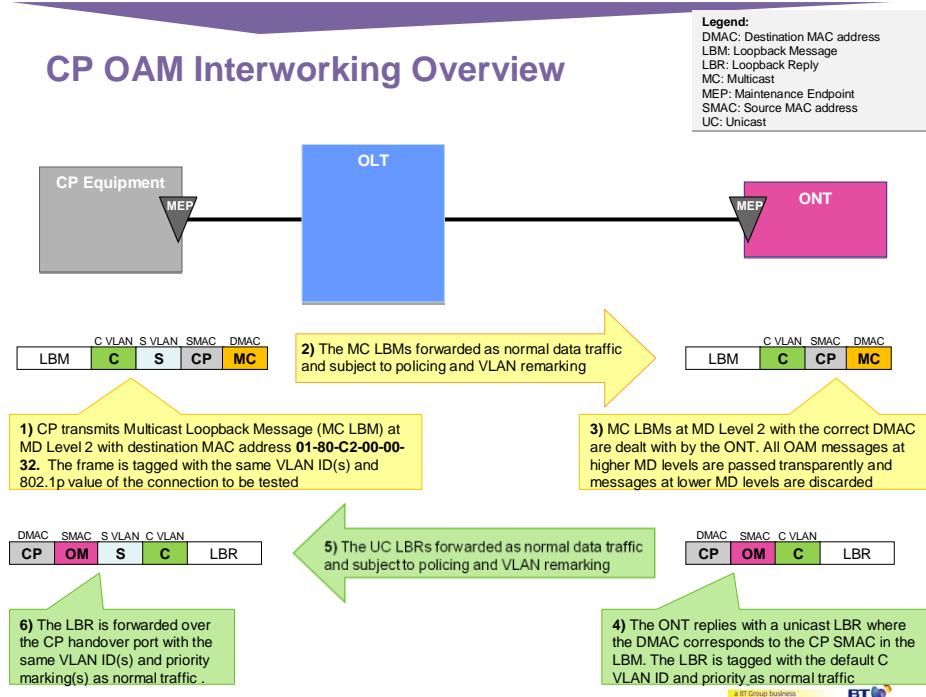 CP OAM Interworking Overview
Legend:
DMAC: Destination MAC address
LBM: Loopback Message
LBR: Loopback Reply
MC: Multicast
MEP: Maintenance Endpoint
SMAC: Source MAC address
UC: Unicast
CP Equipment
MEP
OLT
MEP
ONT
C VLAN S VLAN SMAC DMAC
LBM C S CP MC
2) The MC LBMs forwarded as normal data traffic
and subject to policing and VLAN remarking
C VLAN SMAC DMAC
LBM C CP MC
1) CP transmits Multicast Loopback Message (MC LBM) at
MD Level 2 with destination MAC address 01-80-C2-00-00-
32. The frame is tagged with the same VLAN ID(s) and
802.1p value of the connection to be tested
3) MC LBMs at MD Level 2 with the correct DMAC
are dealt with by the ONT. All OAM messages at
higher MD levels are passed transparently and
messages at lower MD levels are discarded
DMAC SMAC S VLAN C VLAN
CP OM S C LBR
5) The UC LBRs forwarded as normal data traffic
and subject to policing and VLAN remarking
DMAC SMAC C VLAN
CP OM C LBR
6) The LBR is forwarded over
the CP handover port with the
same VLAN ID(s) and priority
marking(s) as normal traffic .
4) The ONT replies with a unicast LBR where
the DMAC corresponds to the CP SMAC in the
LBM. The LBR is tagged with the default C
VLAN ID and priority as normal traffic
a BT Group business
BT